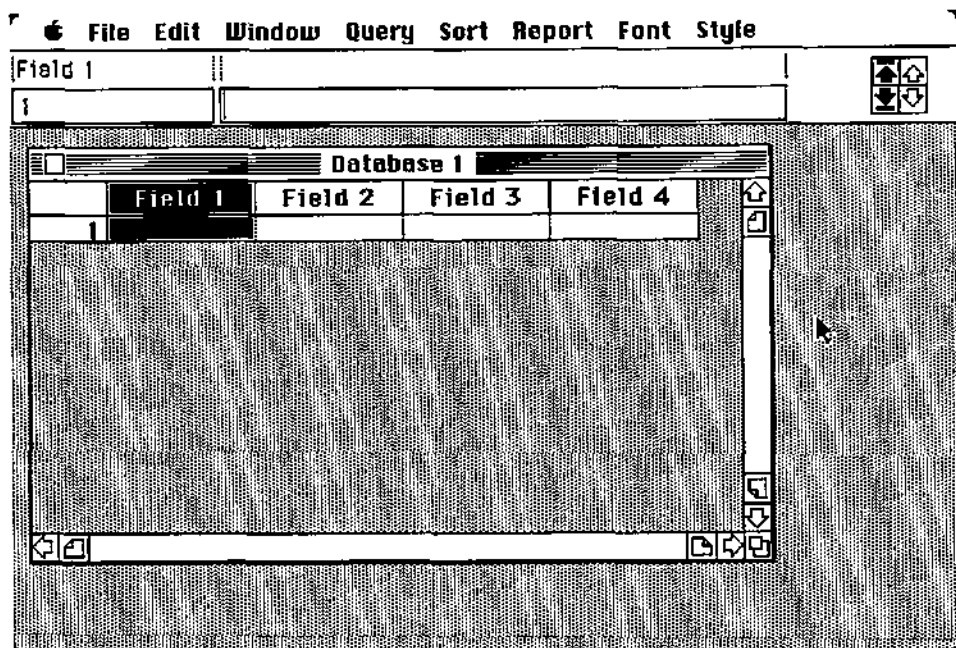 File Edit Window Query Sort Report Font Style
Field 1
1
Database 1
Field 1 Field 2 Field 3 Field 4
1